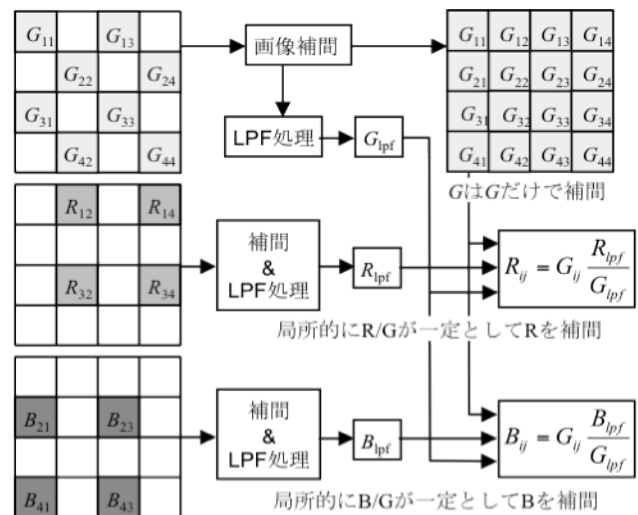 G11 G13
G22 G24
G31 G33
G42 G44
画像補間
LPF処理
Glpf
G11 G12 G13 G14
G21 G22 G23 G24
G31 G32 G33 G34
G41 G42 G43 G44
GはGだけで補間
R12 R14
R32 R34
補間
&
LPF処理
Rlpf
Rij = Gij Rlpf / Glpf
局所的にR/Gが一定としてRを補間
B21 B23
B41 B43
補間
&
LPF処理
Blpf
Bij = Gij Blpf / Glpf
局所的にB/Gが一定としてBを補間